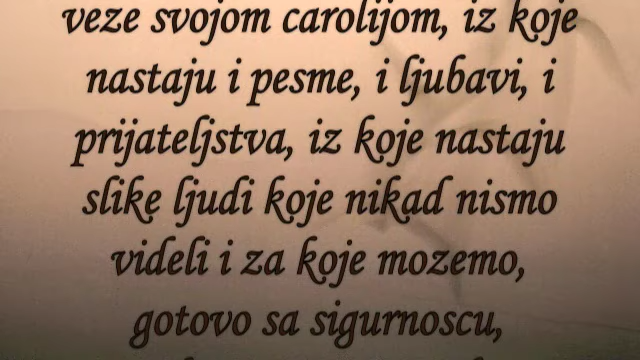 veze svojom carolijom, iz koje
nastaju i pesme, i ljubavi, i
prijateljstva, iz koje nastaju
slike ljudi koje nikad nismo
videli i za koje mozemo,
gotovo sa sigurnoscu,